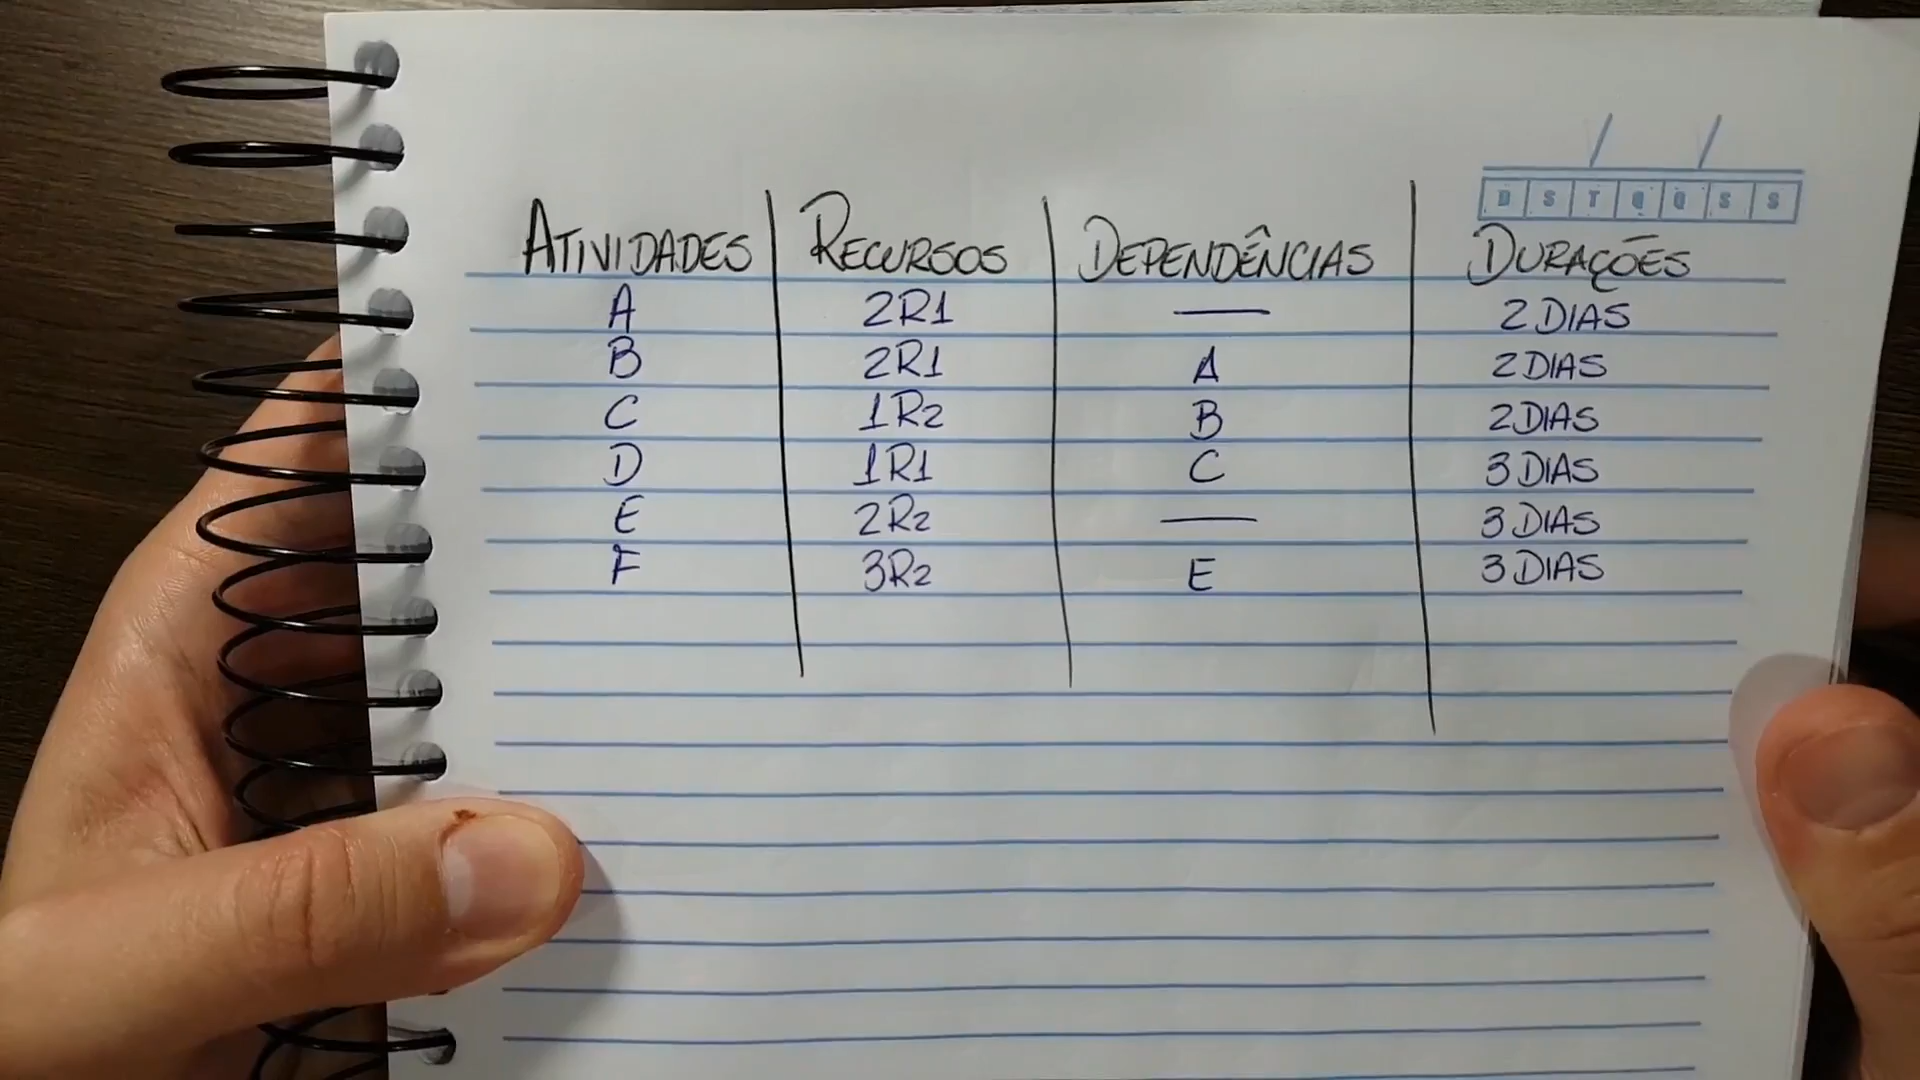 / /
D S T Q Q S S
ATIVIDADES RECURSOS DEPENDÊNCIAS DURAÇÕES
A 2R1 — 2 DIAS
B 2R1 A 2 DIAS
C 1R2 B 2 DIAS
D 1R1 C 3 DIAS
E 2R2 — 3 DIAS
F 3R2 E 3 DIAS